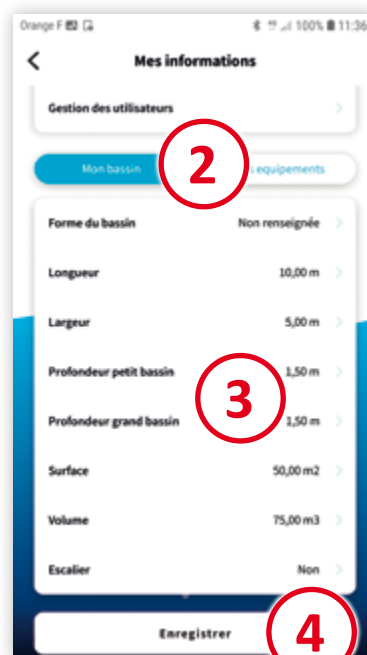 Orange F 100% 11:36
Mes informations
Gestion des utilisateurs
Mon bassin 2 equipements
Forme du bassin Non renseignée
Longueur 10,00 m
Largeur 5,00 m
Profondeur petit bassin 1,50 m
3
Profondeur grand bassin 1,50 m
Surface 50,00 m2
Volume 75,00 m3
Escalier Non
Enregistrer 4